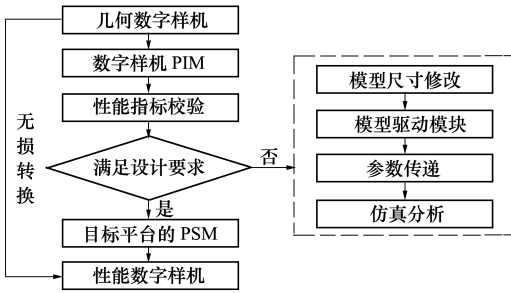 几何数字样机
数字样机 PIM
性能指标校验
满足设计要求
否
是
目标平台的 PSM
性能数字样机
无
损
转
换
模型尺寸修改
模型驱动模块
参数传递
仿真分析